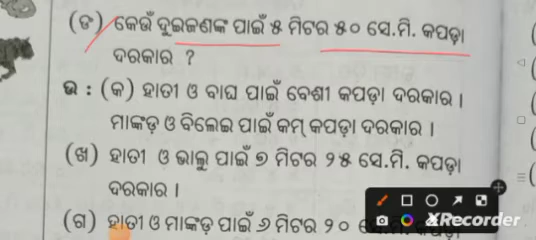 (ଙ) କେଉଁ ଦୁଇଜଣଙ୍କ ପାଇଁ ୫ ମିଟର ୫୦ ସେ.ମି. କପଡ଼ା
ଦରକାର ?
ଉ : (କ) ହାତୀ ଓ ବାଘ ପାଇଁ ବେଶୀ କପଡ଼ା ଦରକାର ।
ମାଙ୍କଡ଼ ଓ ବିଲେଇ ପାଇଁ କମ୍ କପଡ଼ା ଦରକାର ।
(ଖ) ହାତୀ ଓ ଭାଲୁ ପାଇଁ ୭ ମିଟର ୨୫ ସେ.ମି. କପଡ଼ା
ଦରକାର ।
(ଗ) ହାତୀ ଓ ମାଙ୍କଡ଼ ପାଇଁ ୬ ମିଟର ୨୦
XRecorder